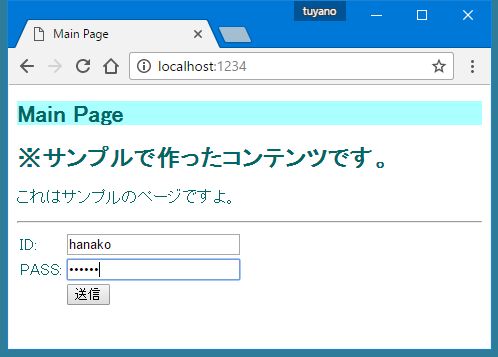 tuyano
Main Page
localhost:1234
Main Page
※サンプルで作ったコンテンツです。
これはサンプルのページですよ。
ID: hanako
PASS: ••••••
送信